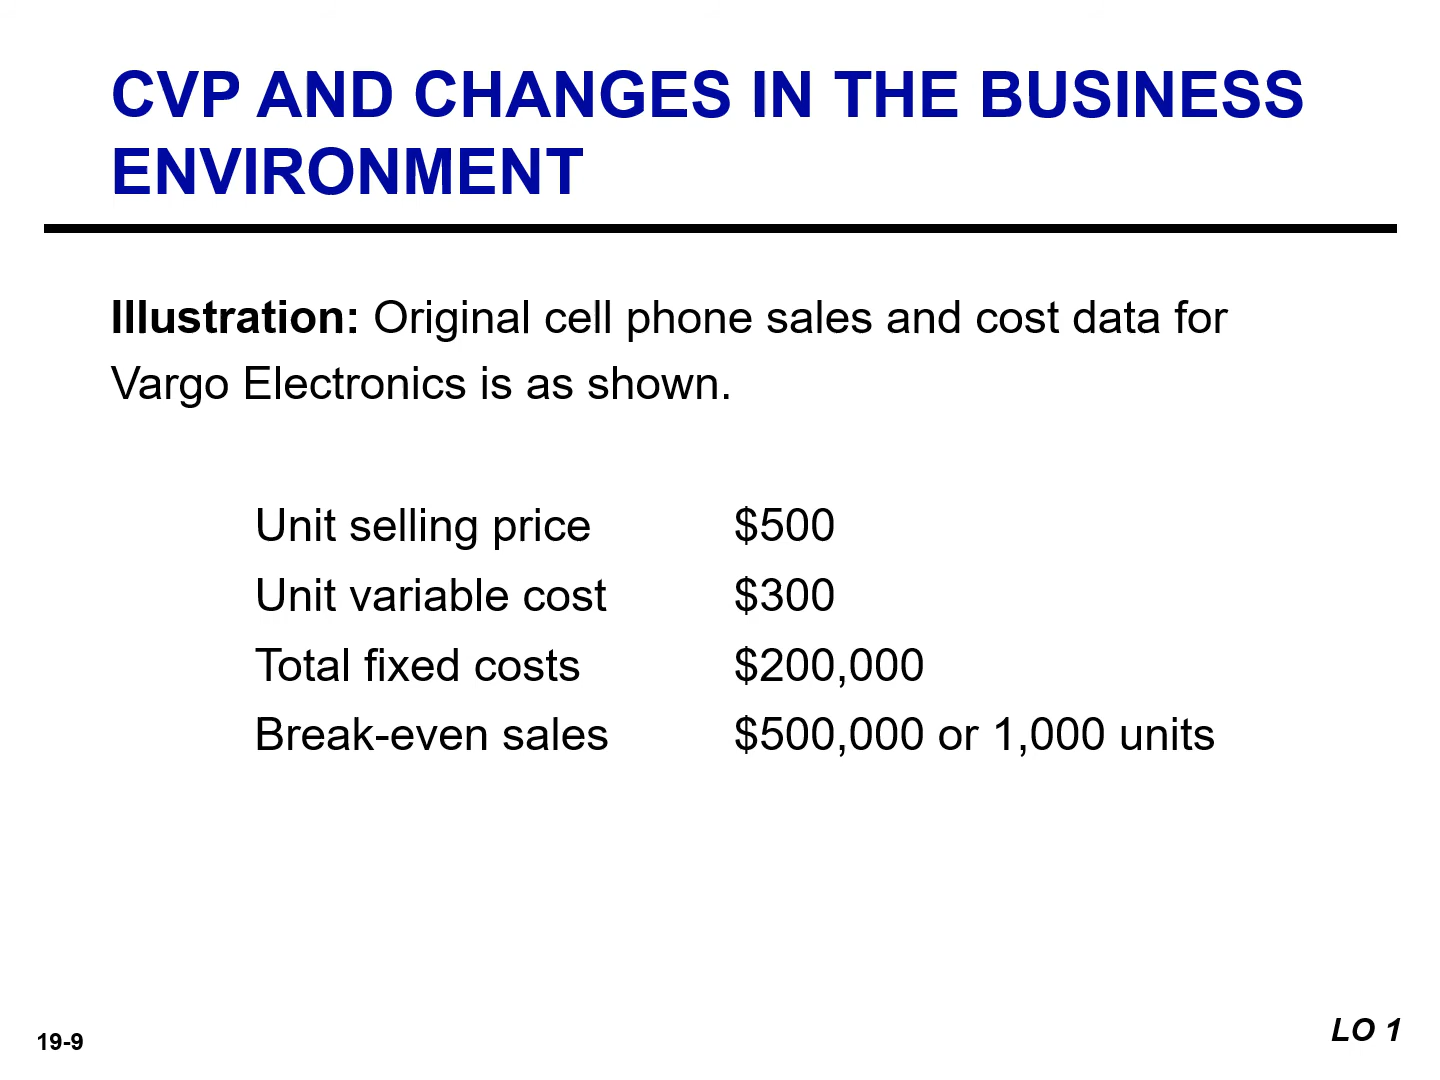 CVP AND CHANGES IN THE BUSINESS
ENVIRONMENT
Illustration: Original cell phone sales and cost data for
Vargo Electronics is as shown.
Unit selling price $500
Unit variable cost $300
Total fixed costs $200,000
Break-even sales $500,000 or 1,000 units
19-9
LO 1